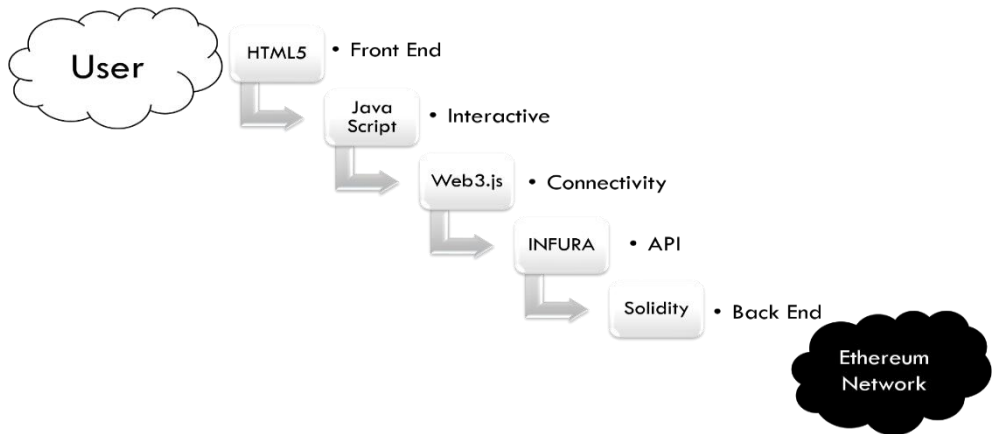 User
HTML5
• Front End
Java
Script
• Interactive
Web3.js
• Connectivity
INFURA
• API
Solidity
• Back End
Ethereum
Network